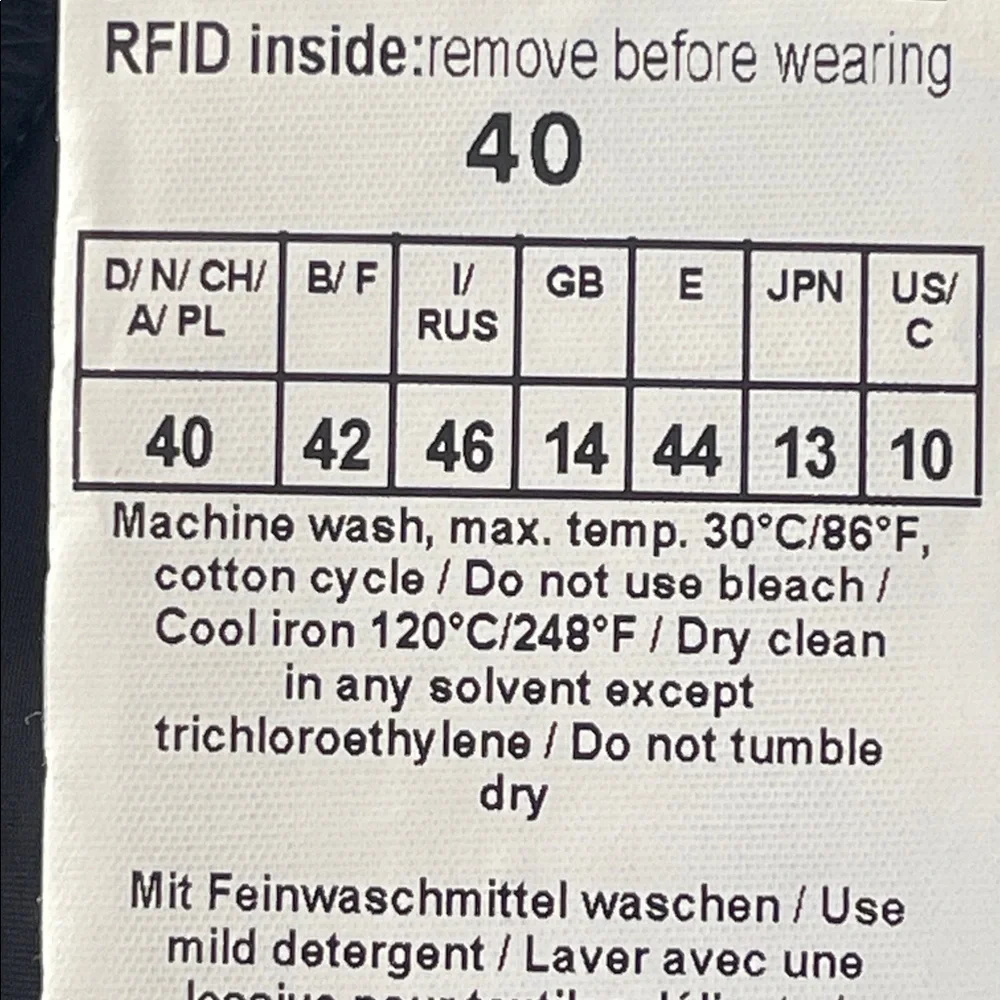 RFID inside:remove before wearing
40
D/ N/ CH/ A/ PL B/ F I/ RUS GB E JPN US/ C
40 42 46 14 44 13 10
Machine wash, max. temp. 30°C/86°F,
cotton cycle / Do not use bleach /
Cool iron 120°C/248°F / Dry clean
in any solvent except
trichloroethylene / Do not tumble
dry
Mit Feinwaschmittel waschen / Use
mild detergent / Laver avec une